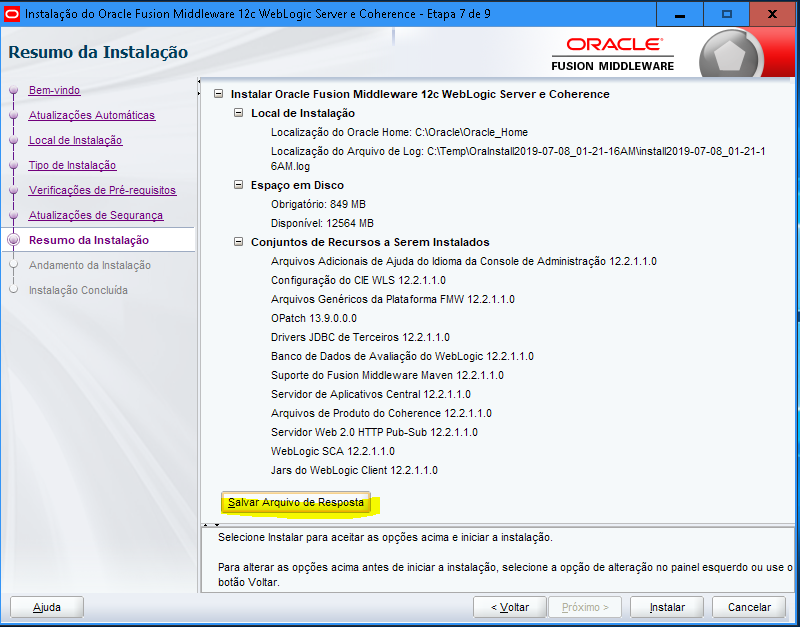 Instalação do Oracle Fusion Middleware 12c WebLogic Server e Coherence - Etapa 7 de 9
Resumo da Instalação
ORACLE
FUSION MIDDLEWARE
Bem-vindo
Atualizações Automáticas
Local de Instalação
Tipo de Instalação
Verificações de Pré-requisitos
Atualizações de Segurança
Resumo da Instalação
Andamento da Instalação
Instalação Concluída
Instalar Oracle Fusion Middleware 12c WebLogic Server e Coherence
Local de Instalação
Localização do Oracle Home: C:\Oracle\Oracle_Home
Localização do Arquivo de Log: C:\Temp\OraInstall2019-07-08_01-21-16AM\install2019-07-08_01-21-1
6AM.log
Espaço em Disco
Obrigatório: 849 MB
Disponível: 12564 MB
Conjuntos de Recursos a Serem Instalados
Arquivos Adicionais de Ajuda do Idioma da Console de Administração 12.2.1.1.0
Configuração do CIE WLS 12.2.1.1.0
Arquivos Genéricos da Plataforma FMW 12.2.1.1.0
OPatch 13.9.0.0.0
Drivers JDBC de Terceiros 12.2.1.1.0
Banco de Dados de Avaliação do WebLogic 12.2.1.1.0
Suporte do Fusion Middleware Maven 12.2.1.1.0
Servidor de Aplicativos Central 12.2.1.1.0
Arquivos de Produto do Coherence 12.2.1.1.0
Servidor Web 2.0 HTTP Pub-Sub 12.2.1.1.0
WebLogic SCA 12.2.1.1.0
Jars do WebLogic Client 12.2.1.1.0
Salvar Arquivo de Resposta
Selecione Instalar para aceitar as opções acima e iniciar a instalação.
Para alterar as opções acima antes de iniciar a instalação, selecione a opção de alteração no painel esquerdo ou use o
botão Voltar.
Ajuda
< Voltar
Próximo >
Instalar
Cancelar